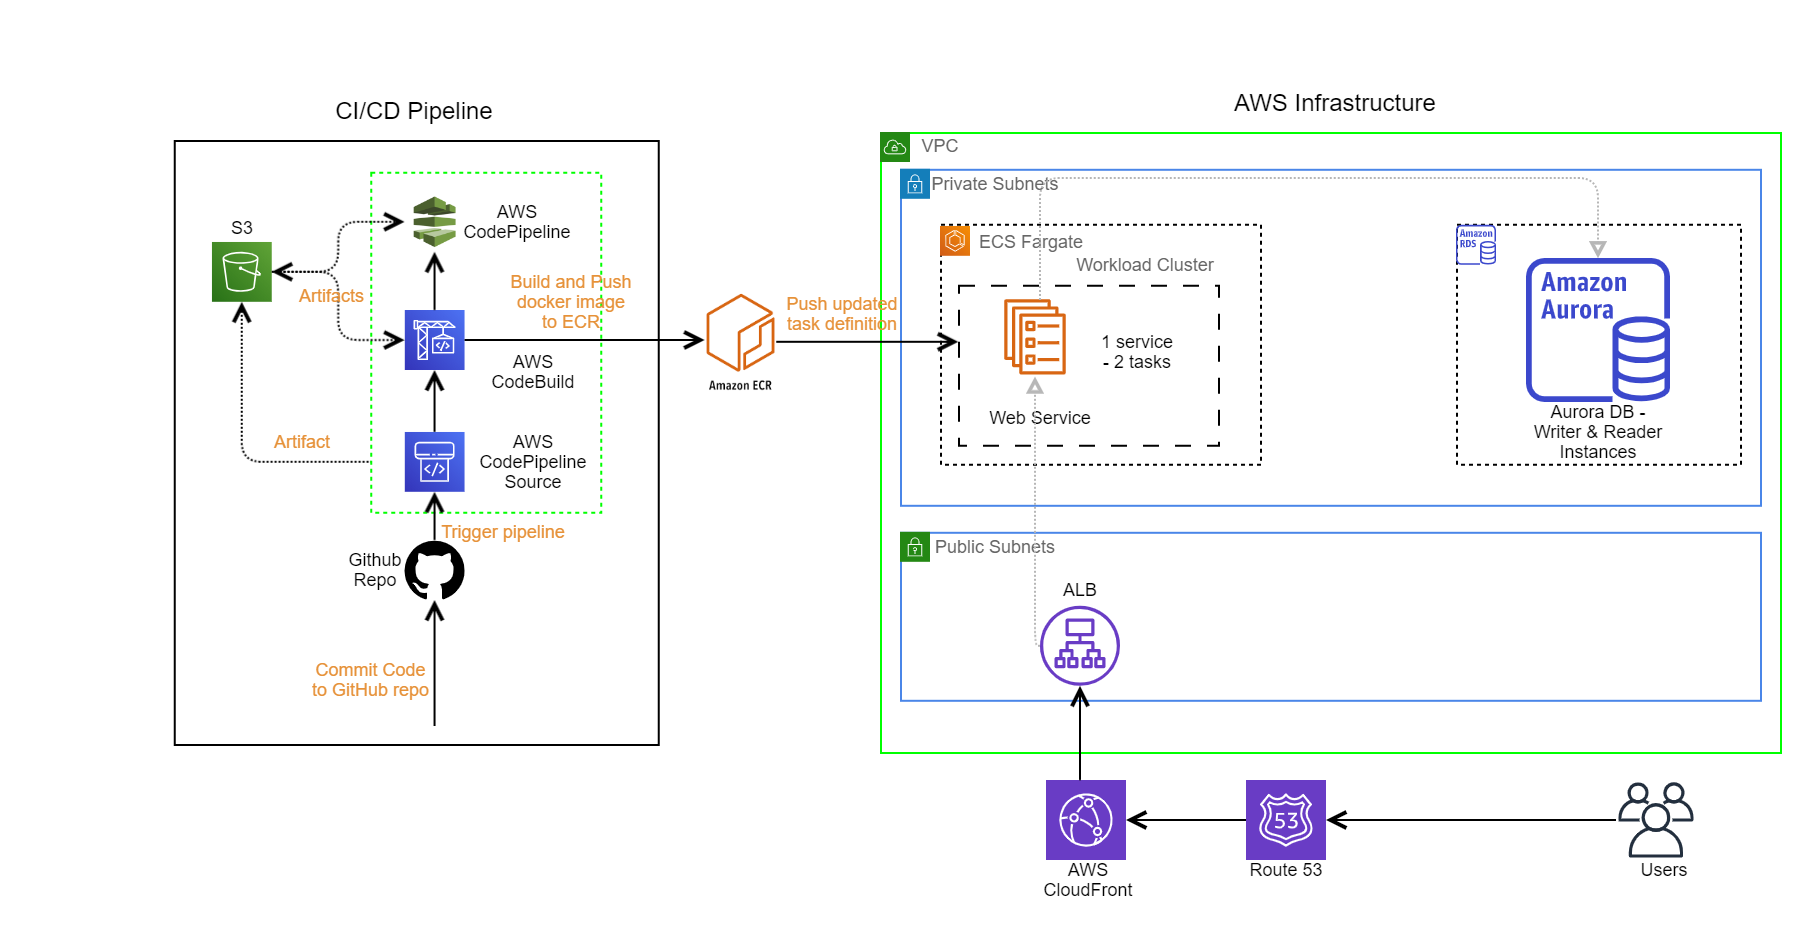 CI/CD Pipeline
S3
AWS
CodePipeline
Artifacts
Build and Push
docker image
to ECR
AWS
CodeBuild
Artifact
AWS
CodePipeline
Source
Trigger pipeline
Github
Repo
Commit Code
to GitHub repo
Amazon ECR
Push updated
task definition
AWS Infrastructure
VPC
Private Subnets
ECS Fargate
Workload Cluster
1 service
- 2 tasks
Web Service
Amazon
RDS
Amazon
Aurora
Aurora DB -
Writer & Reader
Instances
Public Subnets
ALB
AWS
CloudFront
53
Route 53
Users